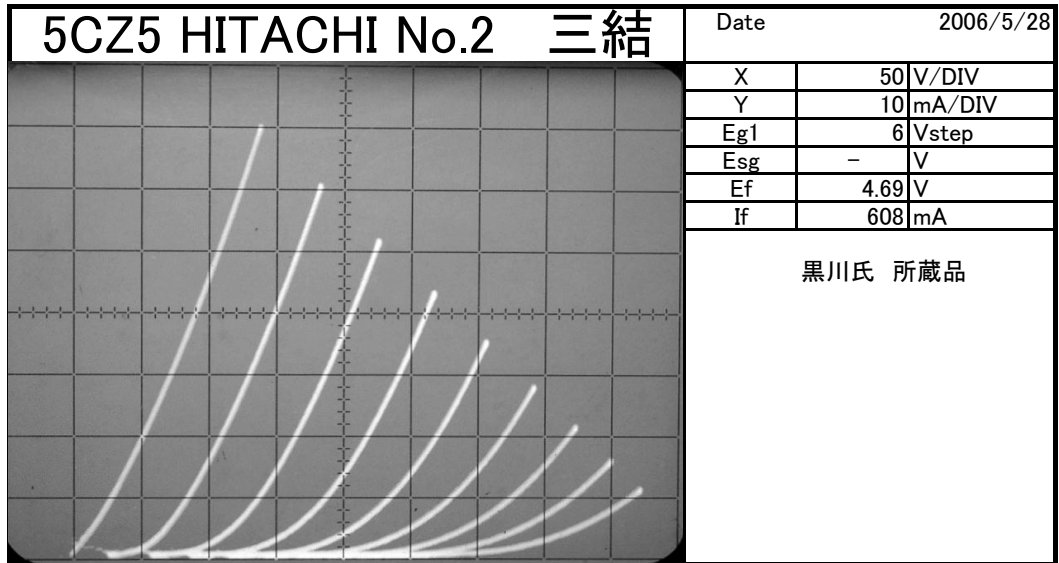 5CZ5 HITACHI No.2 三結
Date 2006/5/28
X 50 V/DIV
Y 10 mA/DIV
Eg1 6 Vstep
Esg - V
Ef 4.69 V
If 608 mA
黒川氏 所蔵品